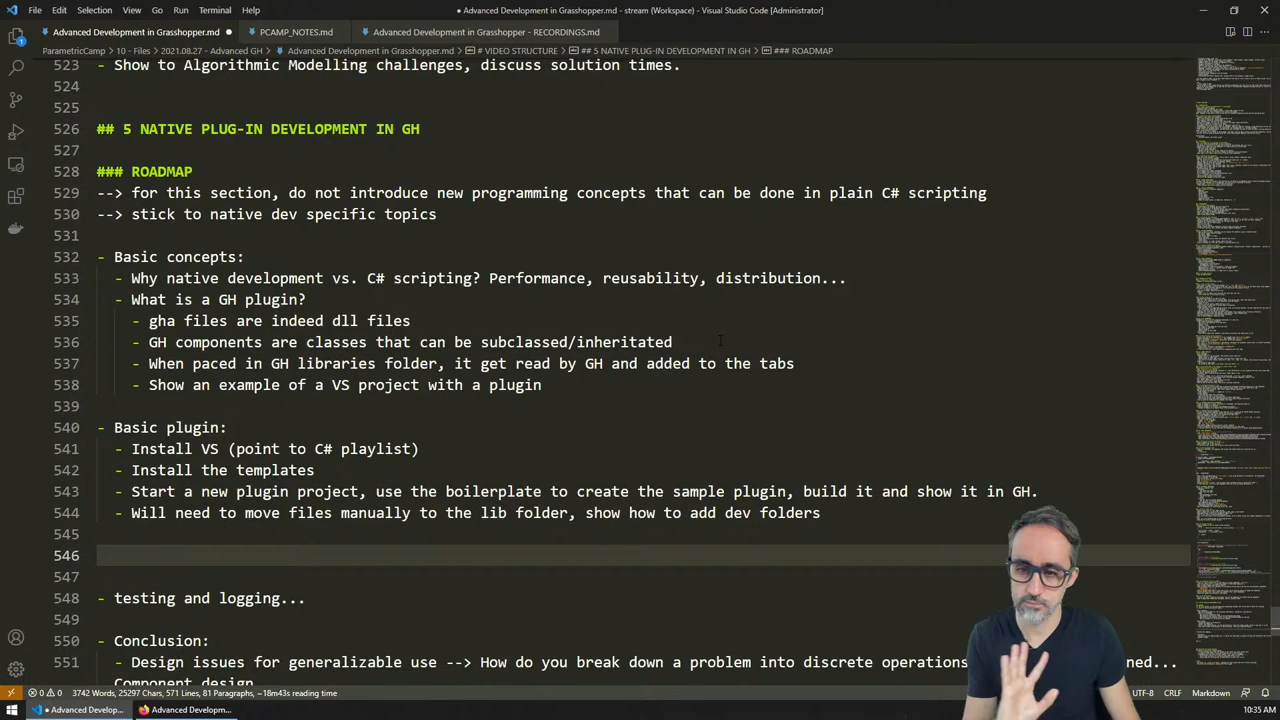 File Edit Selection View Go Run Terminal Help
● Advanced Development in Grasshopper.md - stream (Workspace) - Visual Studio Code [Administrator]
Advanced Development in Grasshopper.md ●
PCAMP_NOTES.md
Advanced Development in Grasshopper - RECORDINGS.md
ParametricCamp > 10 - Files > 2021.08.27 - Advanced GH > Advanced Development in Grasshopper.md > # VIDEO STRUCTURE > ## 5 NATIVE PLUG-IN DEVELOPMENT IN GH > ### ROADMAP
523 - Show to Algorithmic Modelling challenges, discuss solution times.
524
525
526 ## 5 NATIVE PLUG-IN DEVELOPMENT IN GH
527
528 ### ROADMAP
529 --> for this section, do not introduce new programing concepts that can be done in plain C# scripting
530 --> stick to native dev specific topics
531
532 - Basic concepts:
533 - Why native development vs. C# scripting? Performance, reusability, distribution...
534 - What is a GH plugin?
535 - gha files are indeed dll files
536 - GH components are classes that can be subclassed/inheritated
537 - When paced in GH libraries folder, it gets read by GH and added to the tabs
538 - Show an example of a VS project with a plugin
539
540 - Basic plugin:
541 - Install VS (point to C# playlist)
542 - Install the templates
543 - Start a new plugin project, use the boilerplate to create the sample plugin, build it and show it in GH.
544 - Will need to move files manually to the lib folder, show how to add dev folders
545
546
547
548 - testing and logging...
550 - Conclusion:
551 - Design issues for generalizable use --> How do you break down a problem into discrete operations
Component design
0 0 3742 Words, 25297 Chars, 571 Lines, 81 Paragraphs, ~18m43s reading time
UTF-8 CRLF Markdown
● Advanced Develop...
Advanced Developm...
10:35 AM